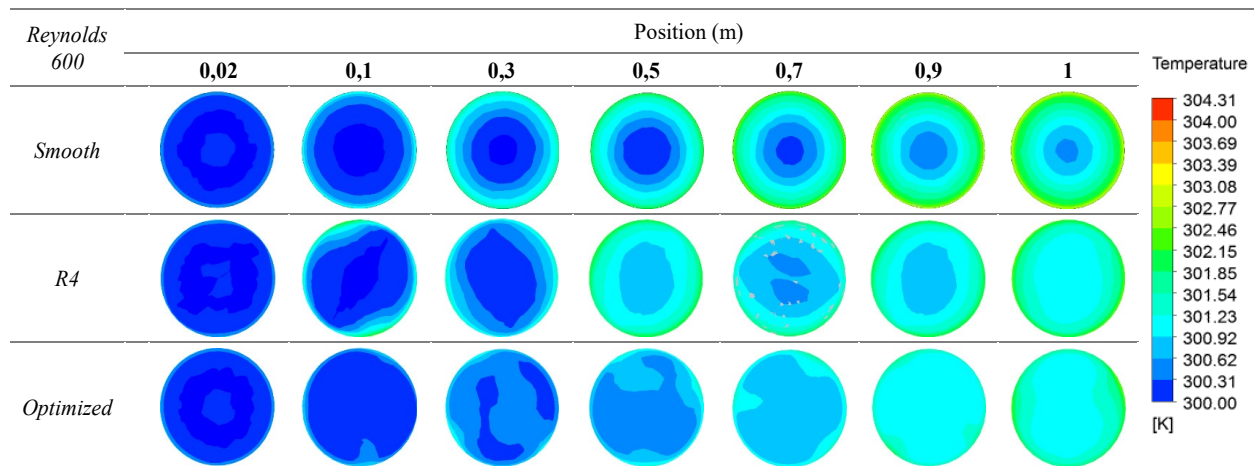 Reynolds
600
Position (m)
0,02 0,1 0,3 0,5 0,7 0,9 1
Smooth
R4
Optimized
Temperature
304.31
304.00
303.69
303.39
303.08
302.77
302.46
302.15
301.85
301.54
301.23
300.92
300.62
300.31
300.00
[K]